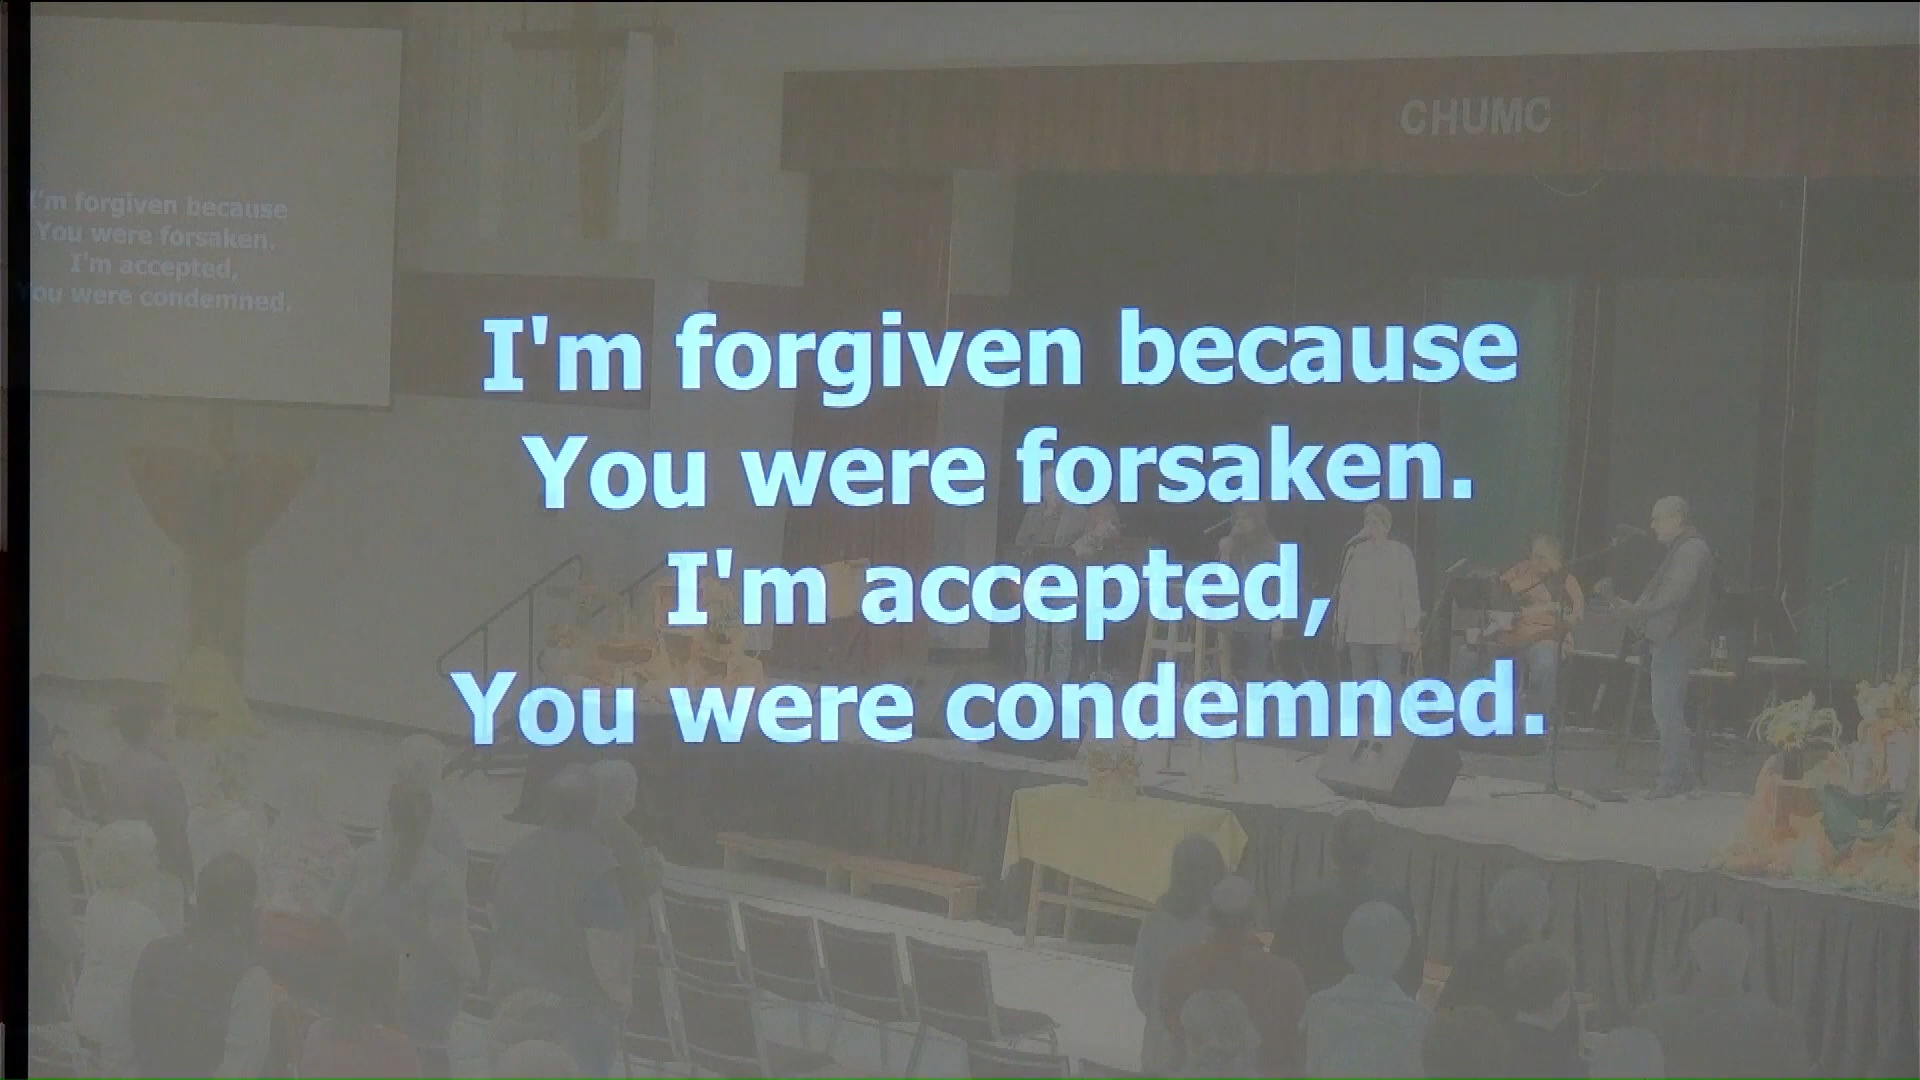 CHUMC
I'm forgiven because
You were forsaken.
I'm accepted,
You were condemned.
I'm forgiven because
You were forsaken.
I'm accepted,
You were condemned.